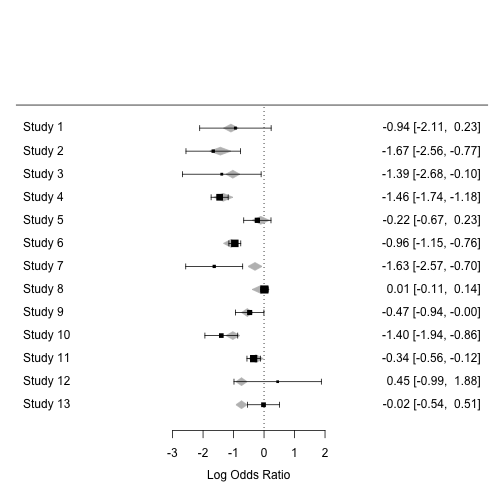 Study 1 -0.94 [-2.11, 0.23]
Study 2 -1.67 [-2.56, -0.77]
Study 3 -1.39 [-2.68, -0.10]
Study 4 -1.46 [-1.74, -1.18]
Study 5 -0.22 [-0.67, 0.23]
Study 6 -0.96 [-1.15, -0.76]
Study 7 -1.63 [-2.57, -0.70]
Study 8 0.01 [-0.11, 0.14]
Study 9 -0.47 [-0.94, -0.00]
Study 10 -1.40 [-1.94, -0.86]
Study 11 -0.34 [-0.56, -0.12]
Study 12 0.45 [-0.99, 1.88]
Study 13 -0.02 [-0.54, 0.51]
-3 -2 -1 0 1 2
Log Odds Ratio